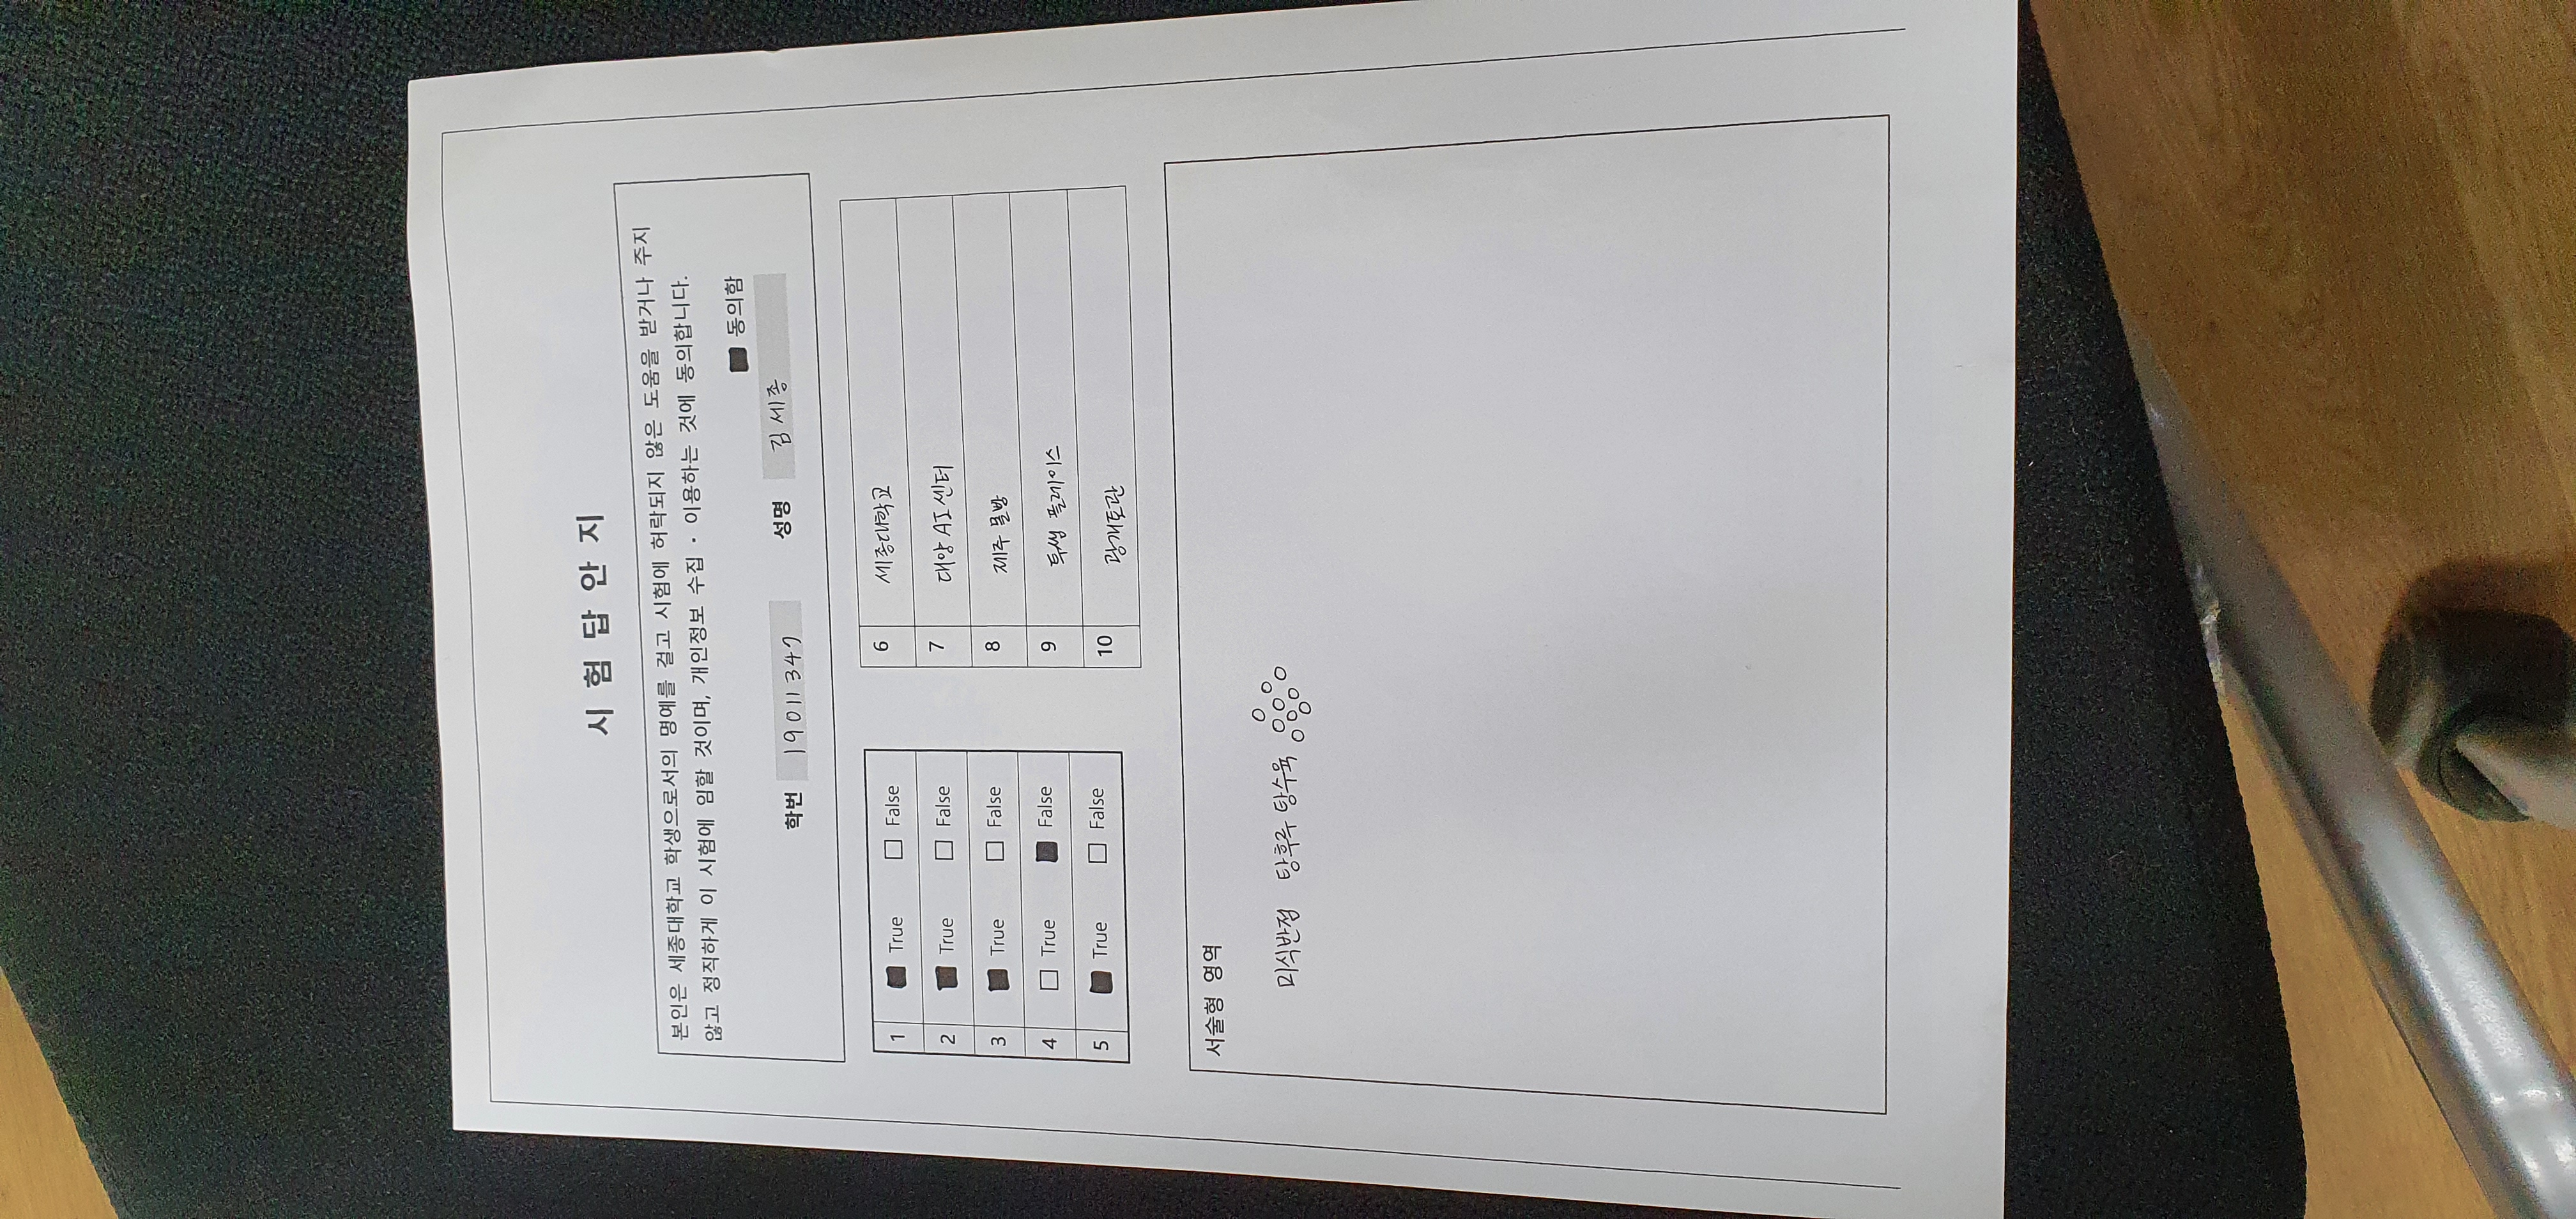 시험답안지
본인은 세종대학교 학생으로서의 명예를 걸고 시험에 허락되지 않은 도움을 받거나 주지
않고 정직하게 이 시험에 임할 것이며, 개인정보 수집 · 이용하는 것에 동의합니다.
■ 동의함
학번 19011347 성명 김세종
1 ■ True □ False
2 ■ True □ False
3 ■ True □ False
4 □ True ■ False
5 ■ True □ False
6 세종대학교
7 대양 AI 센터
8 제주 몰빵
9 투썸 플레이스
10 광개토관
서술형 영역
미식반점 탕후루 탕수육